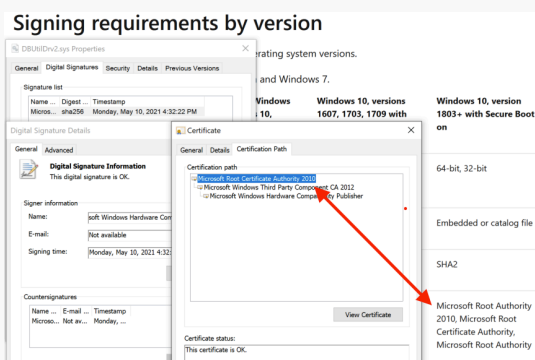 Signing requirements by version
DBUtilDrv2.sys Properties
erating system versions.
General Digital Signatures Security Details Previous Versions
and Windows 7.
Signature list
Name ... Digest ... Timestamp
Micros... sha256 Monday, May 10, 2021 4:32:22 PM
Windows
10,
Windows 10, versions
1607, 1703, 1709 with
Windows 10, version
1803+ with Secure Boot
on
Digital Signature Details
General Advanced
Digital Signature Information
This digital signature is OK.
Signer information
Name:
soft Windows Hardware Com
E-mail:
Not available
Signing time:
Monday, May 10, 2021 4:32:
Countersignatures
Name ... E-mail ... Timestamp
Microso... Not av... Monday, ...
Certificate
General Details Certification Path
Certification path
Microsoft Root Certificate Authority 2010
Microsoft Windows Third Party Component CA 2012
Microsoft Windows Hardware Compatibility Publisher
View Certificate
Certificate status:
This certificate is OK.
64-bit, 32-bit
Embedded or catalog file
SHA2
Microsoft Root Authority
2010, Microsoft Root
Certificate Authority,
Microsoft Root Authority